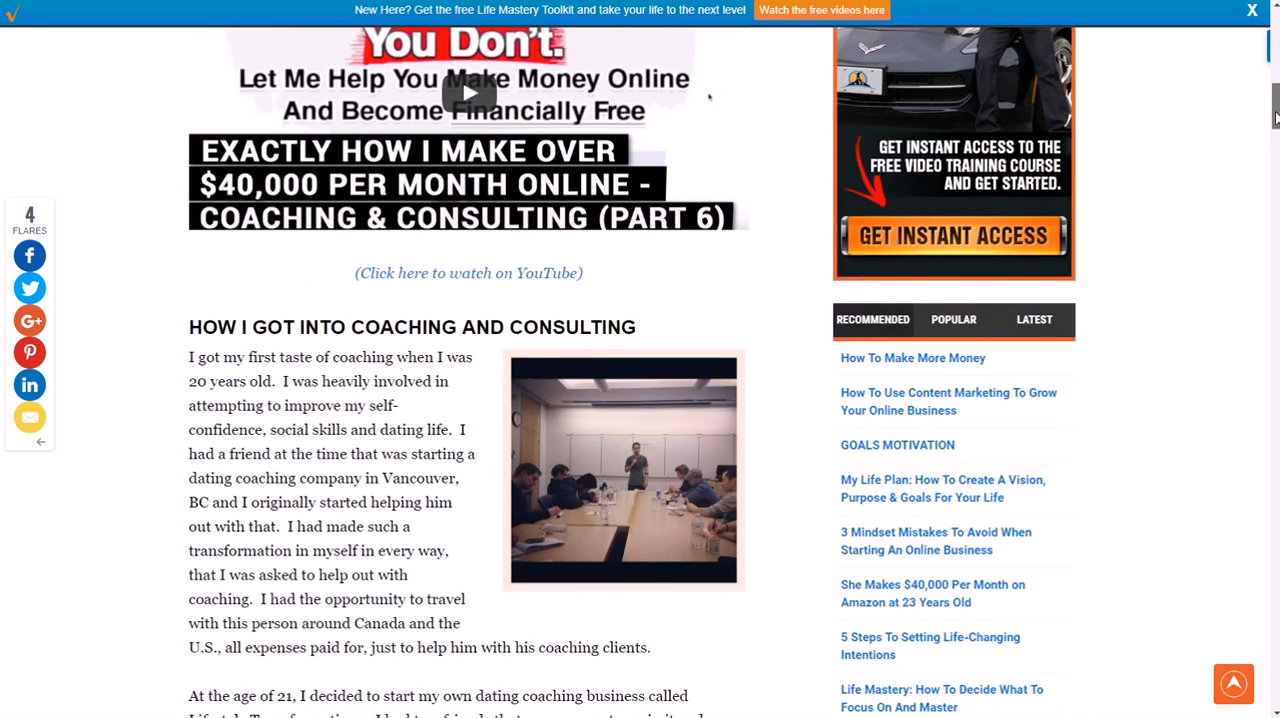 New Here? Get the free Life Mastery Toolkit and take your life to the next level
Watch the free videos here
X
You Don't.
Let Me Help You Make Money Online
And Become Financially Free
EXACTLY HOW I MAKE OVER
$40,000 PER MONTH ONLINE -
COACHING & CONSULTING (PART 6)
(Click here to watch on YouTube)
4
FLARES
HOW I GOT INTO COACHING AND CONSULTING
I got my first taste of coaching when I was
20 years old.  I was heavily involved in
attempting to improve my self-
confidence, social skills and dating life.  I
had a friend at the time that was starting a
dating coaching company in Vancouver,
BC and I originally started helping him
out with that.  I had made such a
transformation in myself in every way,
that I was asked to help out with
coaching.  I had the opportunity to travel
with this person around Canada and the
U.S., all expenses paid for, just to help him with his coaching clients.
At the age of 21, I decided to start my own dating coaching business called
GET INSTANT ACCESS TO THE
FREE VIDEO TRAINING COURSE
AND GET STARTED.
GET INSTANT ACCESS
RECOMMENDED
POPULAR
LATEST
How To Make More Money
How To Use Content Marketing To Grow
Your Online Business
GOALS MOTIVATION
My Life Plan: How To Create A Vision,
Purpose & Goals For Your Life
3 Mindset Mistakes To Avoid When
Starting An Online Business
She Makes $40,000 Per Month on
Amazon at 23 Years Old
5 Steps To Setting Life-Changing
Intentions
Life Mastery: How To Decide What To
Focus On And Master